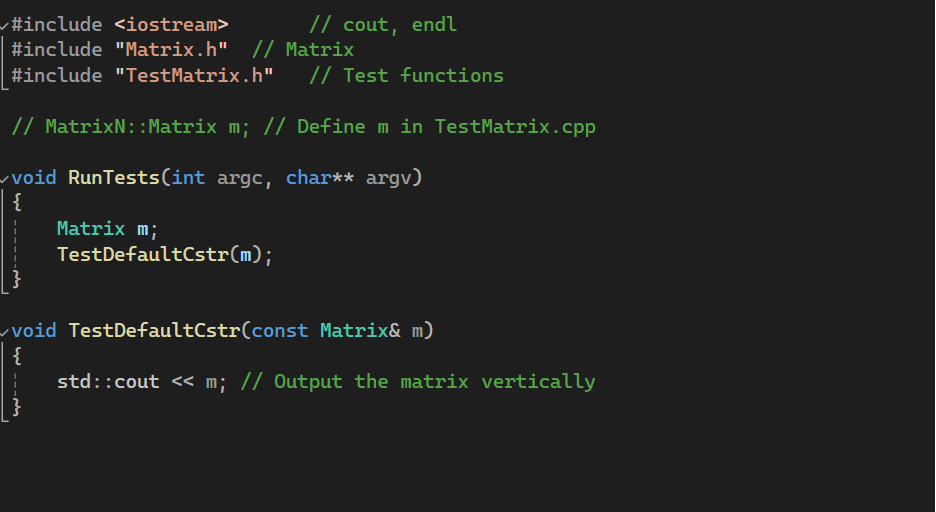 #include <iostream>       // cout, endl
#include "Matrix.h"  // Matrix
#include "TestMatrix.h"   // Test functions
// MatrixN::Matrix m; // Define m in TestMatrix.cpp
void RunTests(int argc, char** argv)
{
    Matrix m;
    TestDefaultCstr(m);
}
void TestDefaultCstr(const Matrix& m)
{
    std::cout << m; // Output the matrix vertically
}